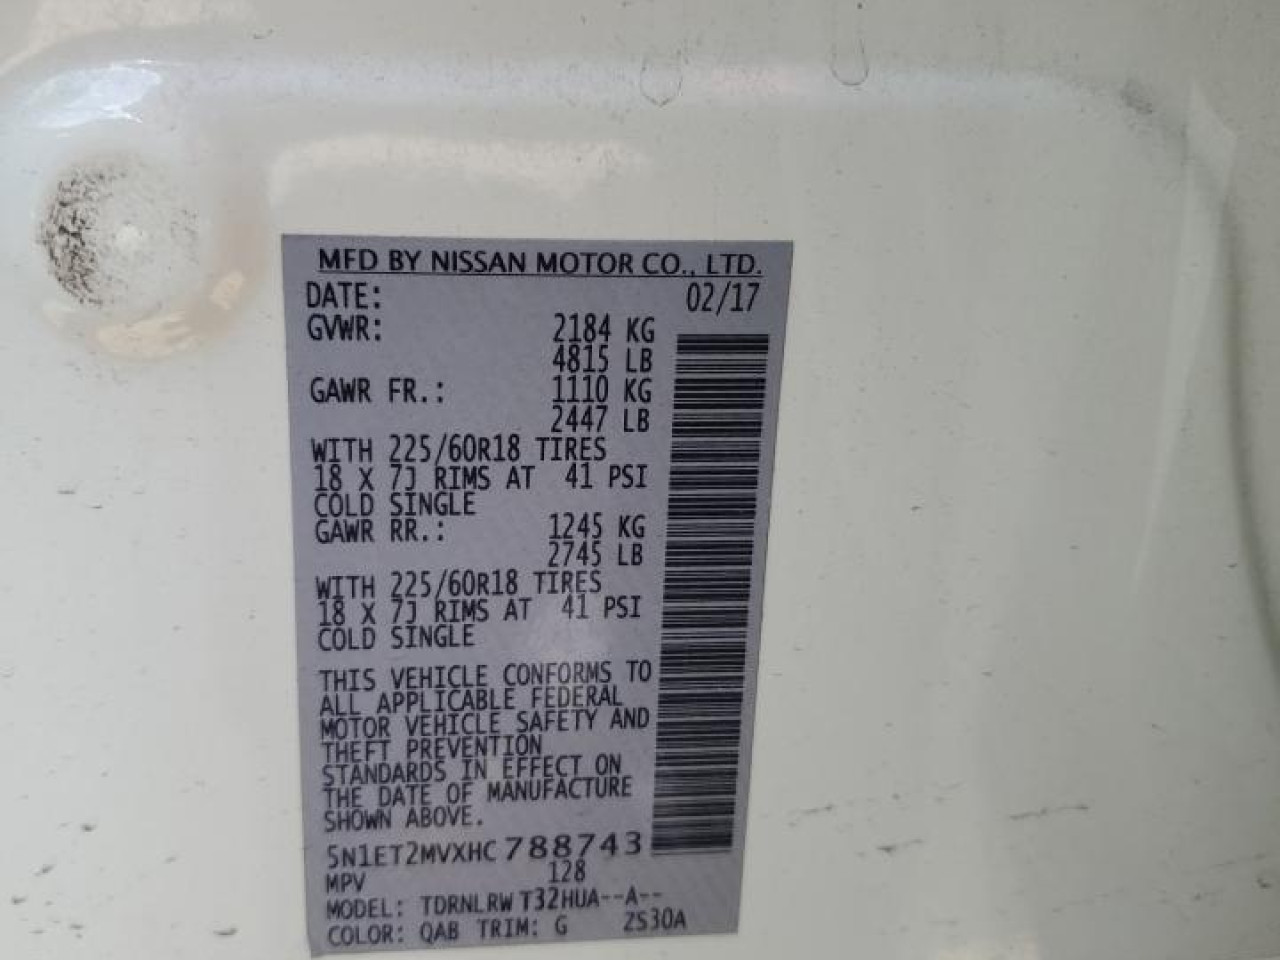 MFD BY NISSAN MOTOR CO., LTD.
DATE: 02/17
GVWR: 2184 KG
4815 LB
GAWR FR.: 1110 KG
2447 LB
WITH 225/60R18 TIRES
18 X 7J RIMS AT 41 PSI
COLD SINGLE
GAWR RR.: 1245 KG
2745 LB
WITH 225/60R18 TIRES
18 X 7J RIMS AT 41 PSI
COLD SINGLE
THIS VEHICLE CONFORMS TO
ALL APPLICABLE FEDERAL
MOTOR VEHICLE SAFETY AND
THEFT PREVENTION
STANDARDS IN EFFECT ON
THE DATE OF MANUFACTURE
SHOWN ABOVE.
5N1ET2MVXHC788743
MPV 128
MODEL: TDRNLRW T32HUA--A--
COLOR: QAB TRIM: G 2S30A